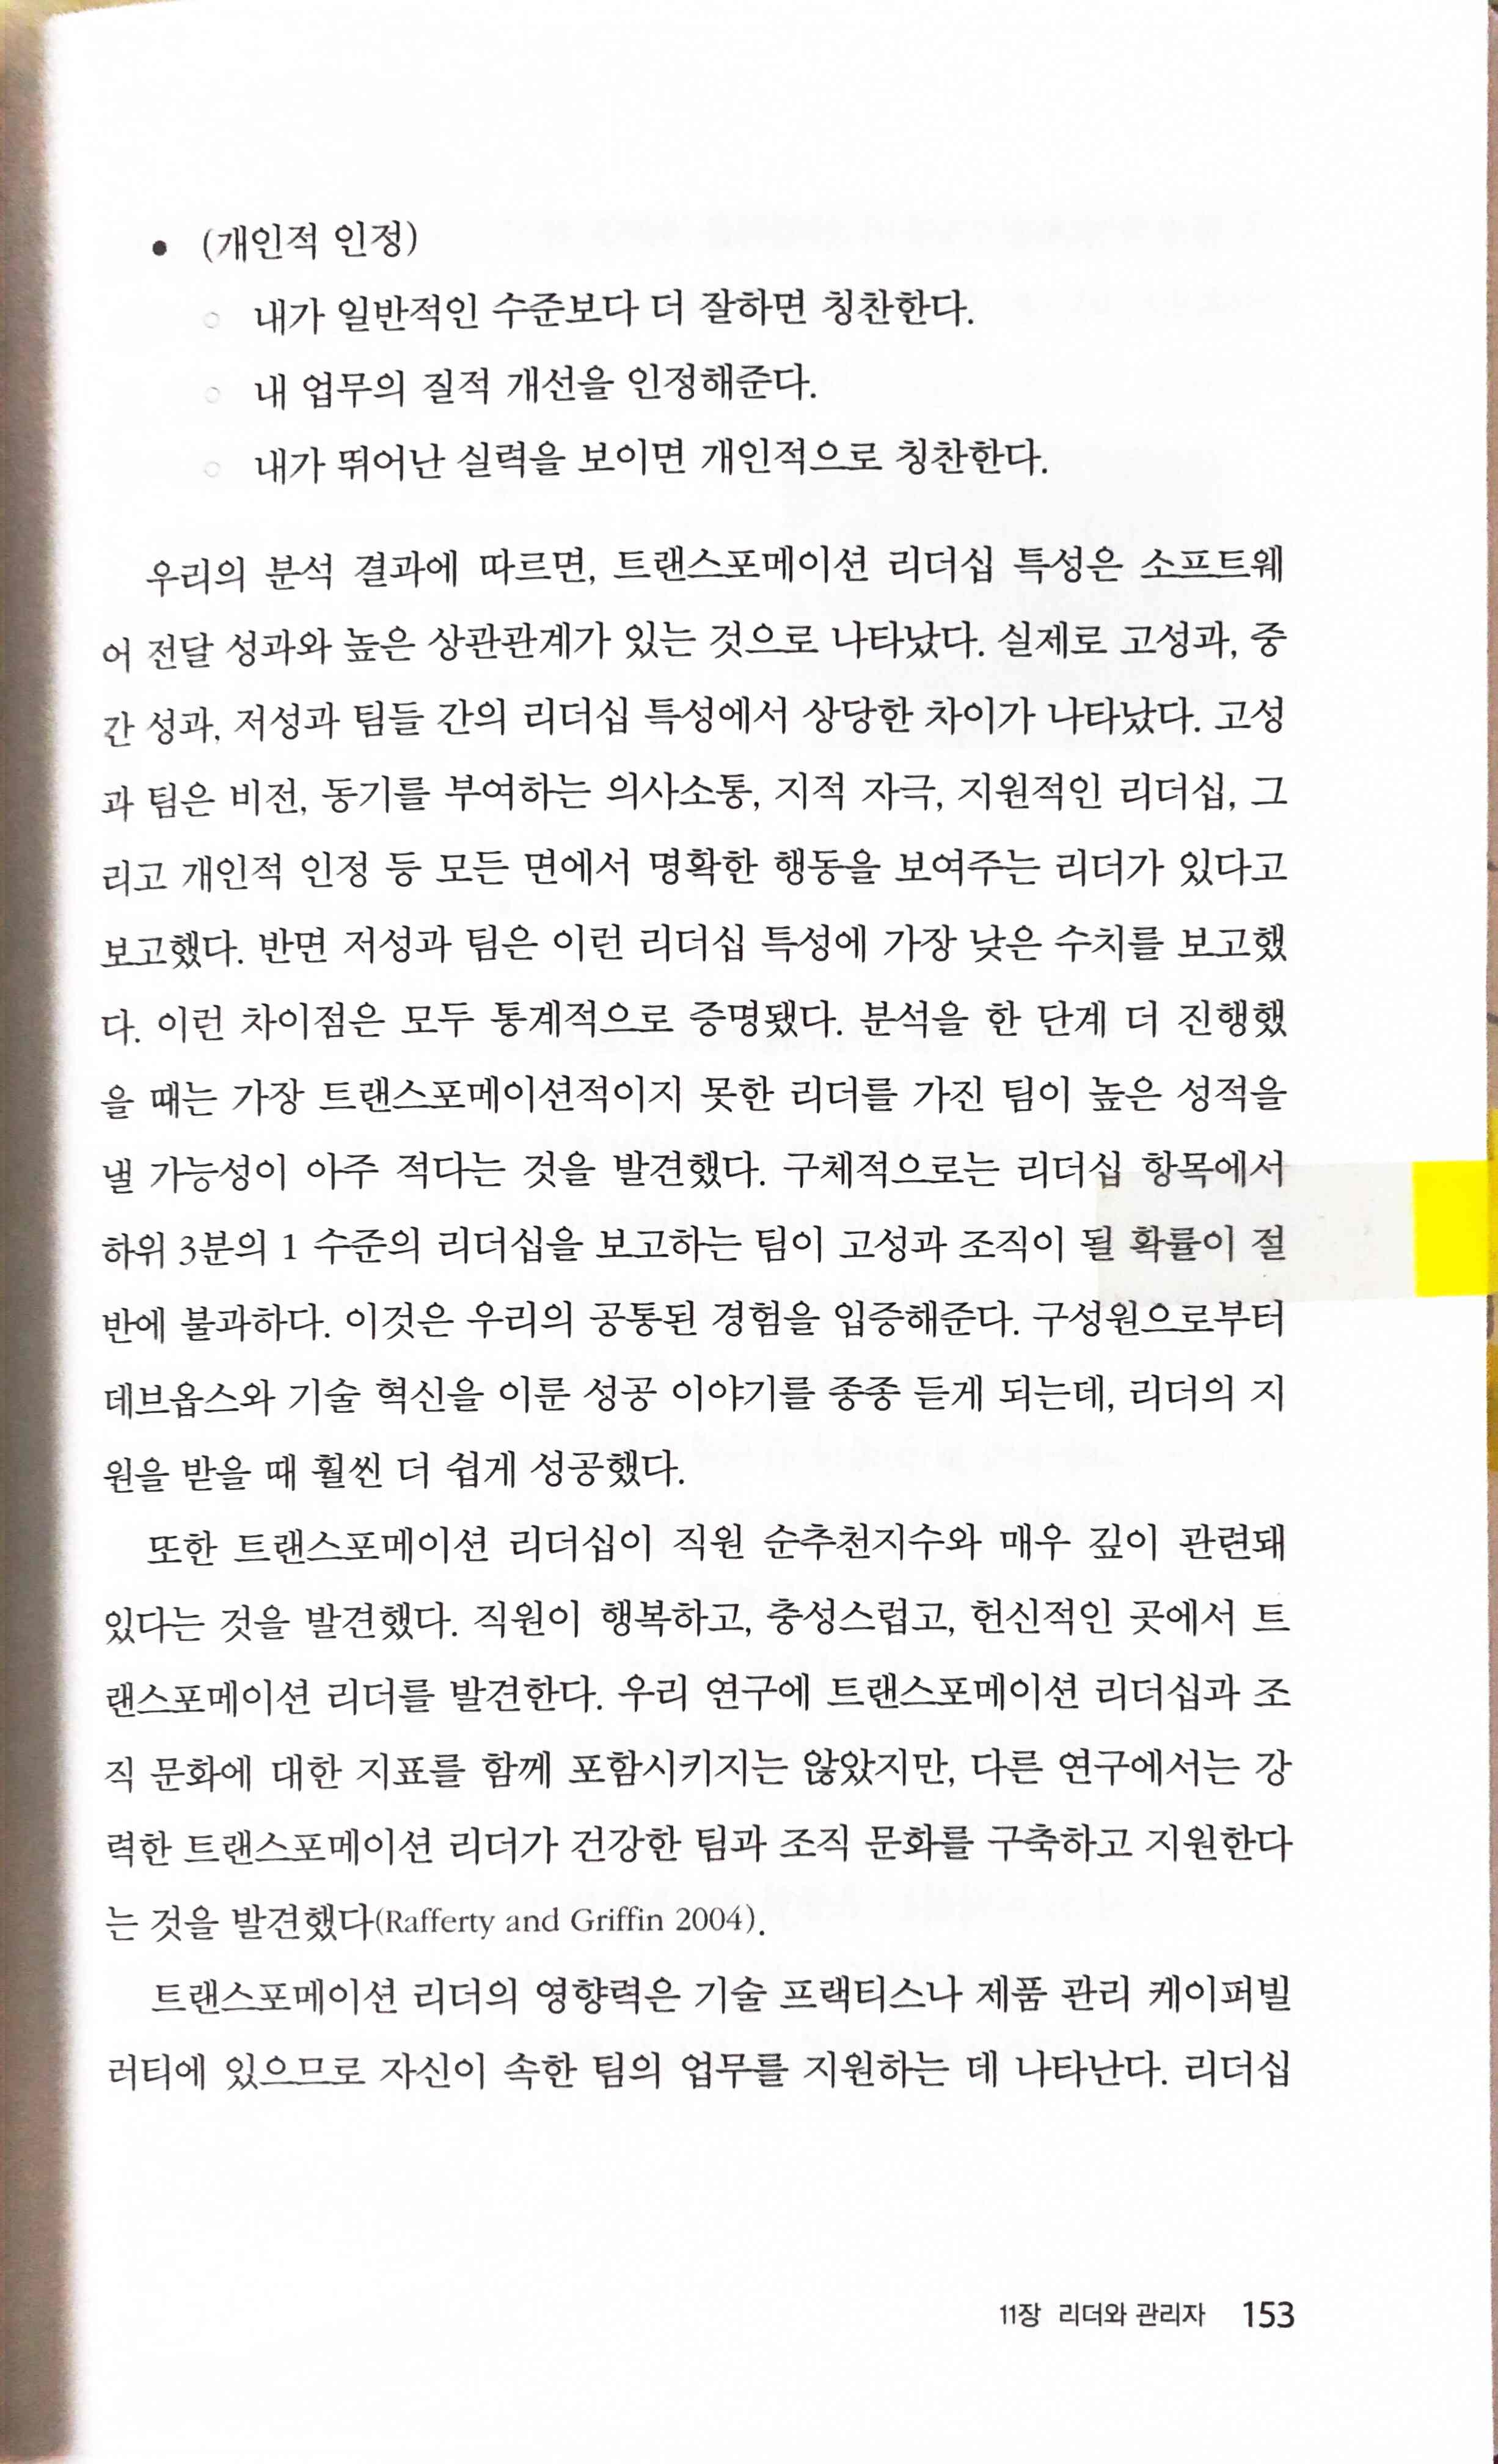 • (개인적 인정)
○ 내가 일반적인 수준보다 더 잘하면 칭찬한다.
○ 내 업무의 질적 개선을 인정해준다.
○ 내가 뛰어난 실력을 보이면 개인적으로 칭찬한다.
우리의 분석 결과에 따르면, 트랜스포메이션 리더십 특성은 소프트웨
어 전달 성과와 높은 상관관계가 있는 것으로 나타났다. 실제로 고성과, 중
간 성과, 저성과 팀들 간의 리더십 특성에서 상당한 차이가 나타났다. 고성
과 팀은 비전, 동기를 부여하는 의사소통, 지적 자극, 지원적인 리더십, 그
리고 개인적 인정 등 모든 면에서 명확한 행동을 보여주는 리더가 있다고
보고했다. 반면 저성과 팀은 이런 리더십 특성에 가장 낮은 수치를 보고했
다. 이런 차이점은 모두 통계적으로 증명됐다. 분석을 한 단계 더 진행했
을 때는 가장 트랜스포메이션적이지 못한 리더를 가진 팀이 높은 성적을
낼 가능성이 아주 적다는 것을 발견했다. 구체적으로는 리더십 항목에서
하위 3분의 1 수준의 리더십을 보고하는 팀이 고성과 조직이 될 확률이 절
반에 불과하다. 이것은 우리의 공통된 경험을 입증해준다. 구성원으로부터
데브옵스와 기술 혁신을 이룬 성공 이야기를 종종 듣게 되는데, 리더의 지
원을 받을 때 훨씬 더 쉽게 성공했다.
또한 트랜스포메이션 리더십이 직원 순추천지수와 매우 깊이 관련돼
있다는 것을 발견했다. 직원이 행복하고, 충성스럽고, 헌신적인 곳에서 트
랜스포메이션 리더를 발견한다. 우리 연구에 트랜스포메이션 리더십과 조
직 문화에 대한 지표를 함께 포함시키지는 않았지만, 다른 연구에서는 강
력한 트랜스포메이션 리더가 건강한 팀과 조직 문화를 구축하고 지원한다
는 것을 발견했다(Rafferty and Griffin 2004).
트랜스포메이션 리더의 영향력은 기술 프랙티스나 제품 관리 케이퍼빌
러티에 있으므로 자신이 속한 팀의 업무를 지원하는 데 나타난다. 리더십
11장 리더와 관리자 153